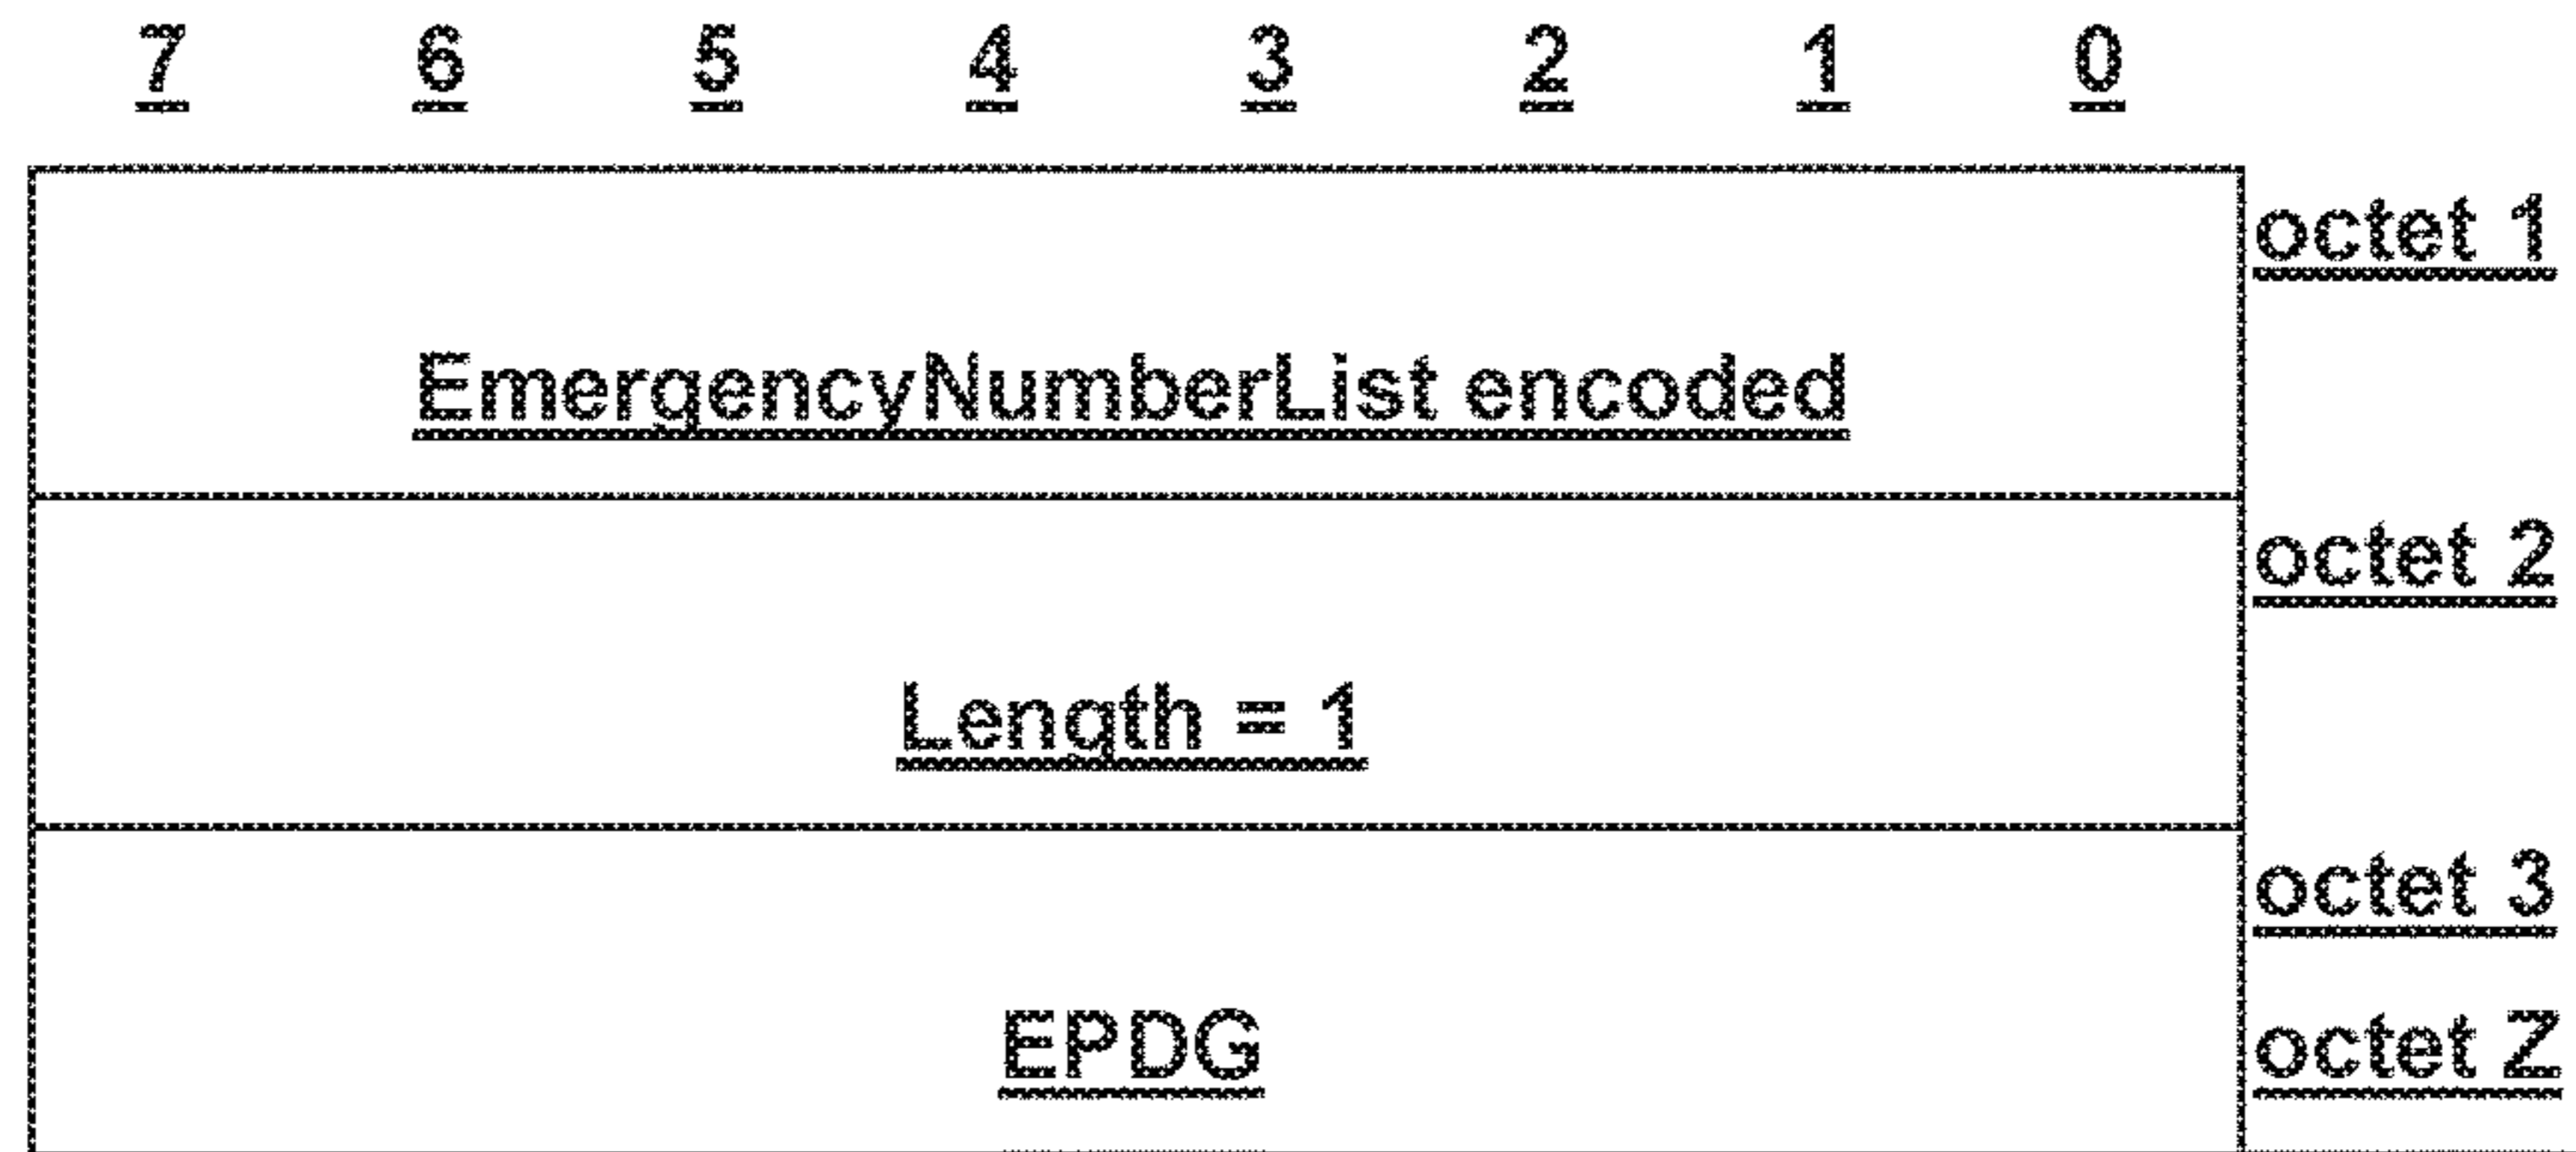 7 6 5 4 3 2 1 0
octet 1
EmergencyNumberList encoded
octet 2
Length = 1
octet 3
EPDG octet Z